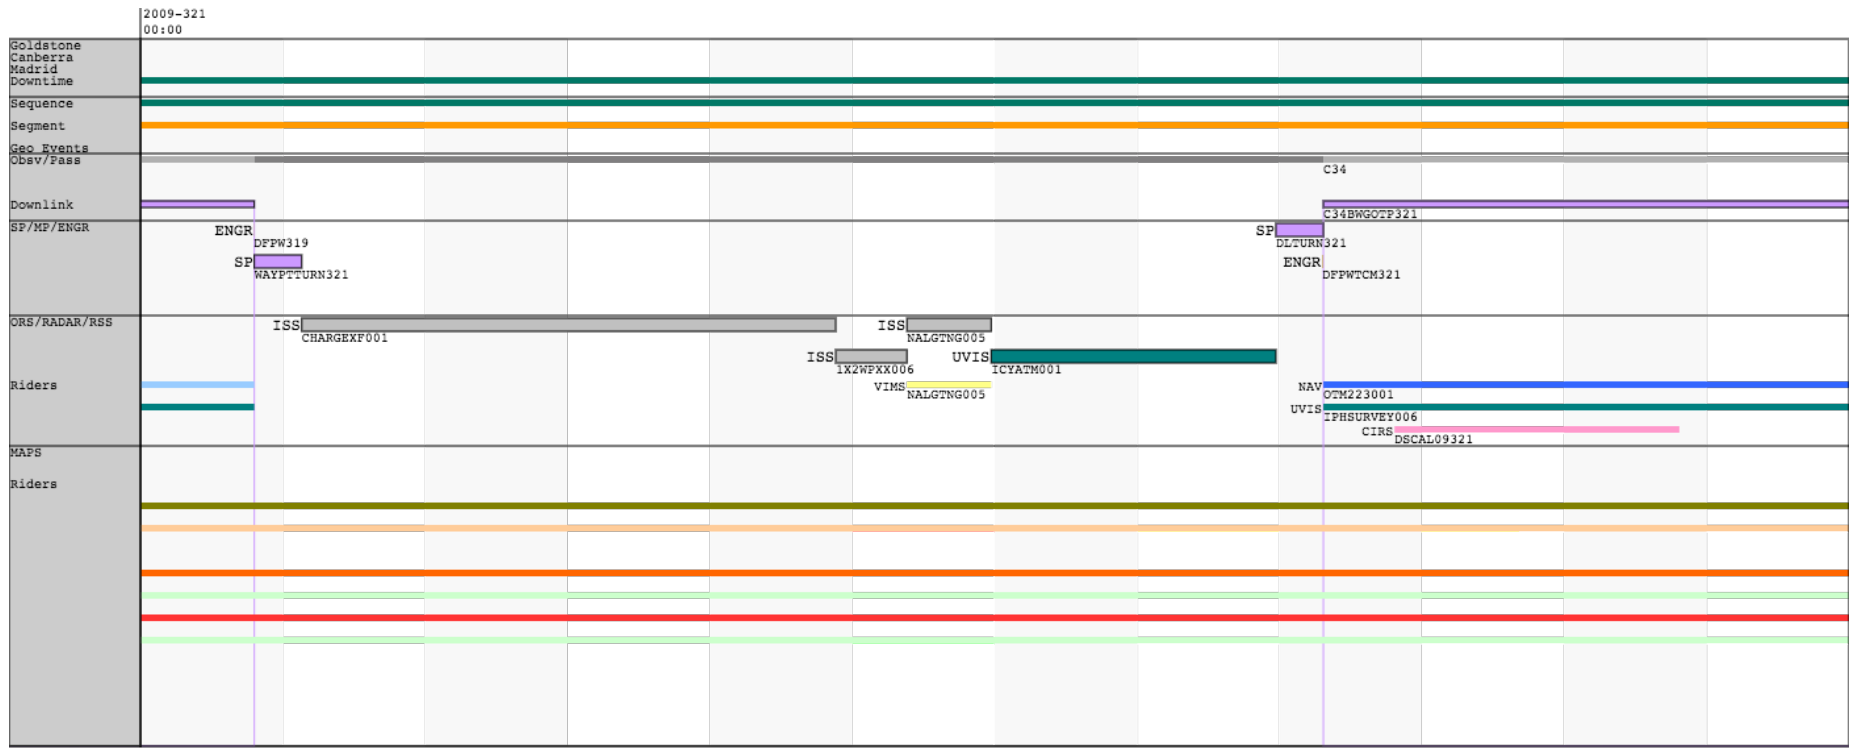 2009-321
00:00
Goldstone
Canberra
Madrid
Downtime
Sequence
Segment
Geo Events
Obsv/Pass
C34
Downlink
C34BWGOTP321
SP/MP/ENGR
ENGR
DFPW319
SP
DLTURN321
SP
WAYPTTURN321
ENGR
DFPWTCM321
ORS/RADAR/RSS
ISS
CHARGEXF001
ISS
NALGTNG005
ISS
1X2WPXX006
UVIS
ICYATM001
Riders
VIMS
NALGTNG005
NAV
OTM223001
UVIS
IPHSURVEY006
CIRS
DSCAL09321
MAPS
Riders